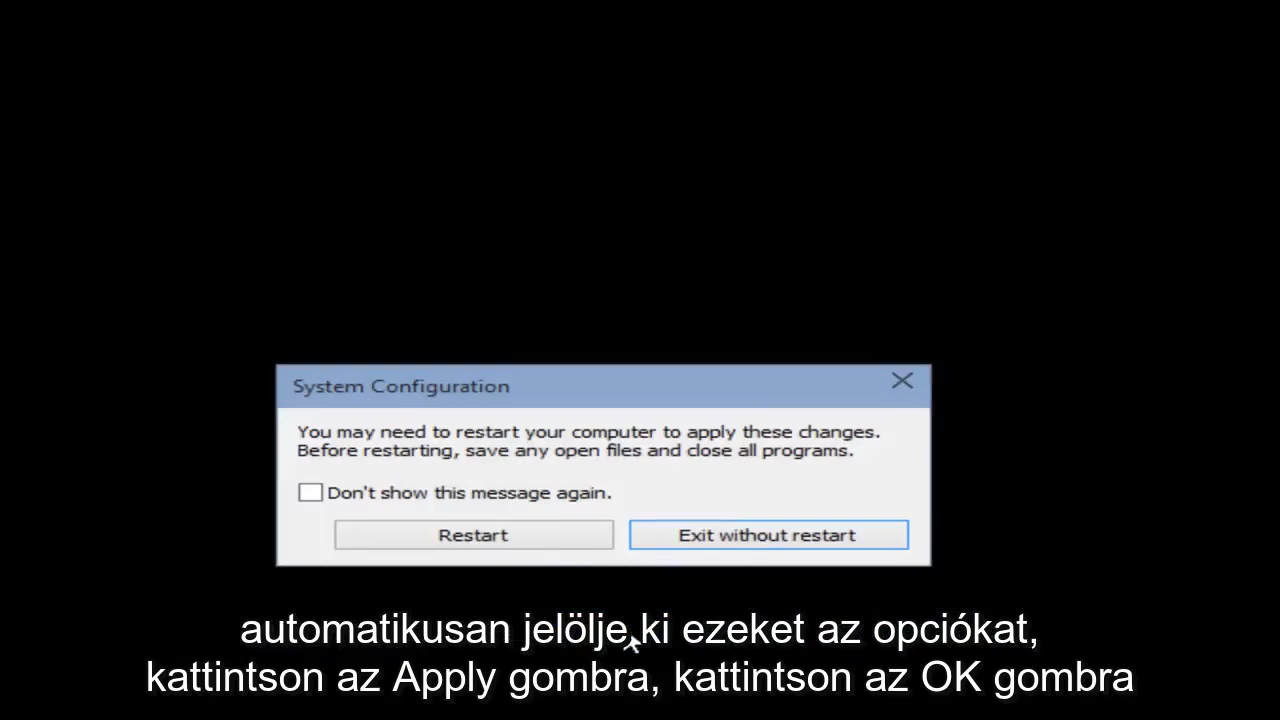 System Configuration
You may need to restart your computer to apply these changes.
Before restarting, save any open files and close all programs.
Don't show this message again.
Restart
Exit without restart
automatikusan jelölje ki ezeket az opciókat,
kattintson az Apply gombra, kattintson az OK gombra